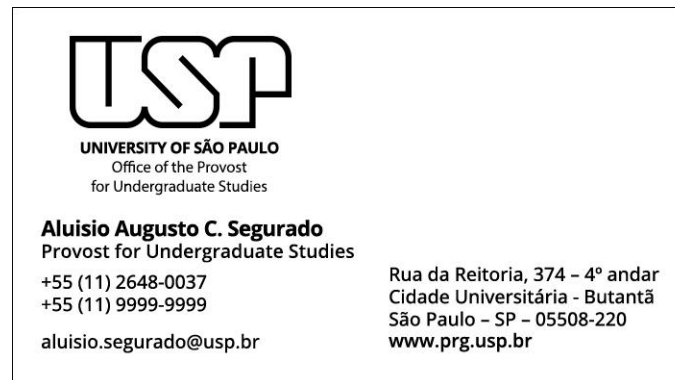 USP
UNIVERSITY OF SÃO PAULO
Office of the Provost
for Undergraduate Studies
Aluisio Augusto C. Segurado
Provost for Undergraduate Studies
+55 (11) 2648-0037
+55 (11) 9999-9999
aluisio.segurado@usp.br
Rua da Reitoria, 374 – 4º andar
Cidade Universitária - Butantã
São Paulo – SP – 05508-220
www.prg.usp.br